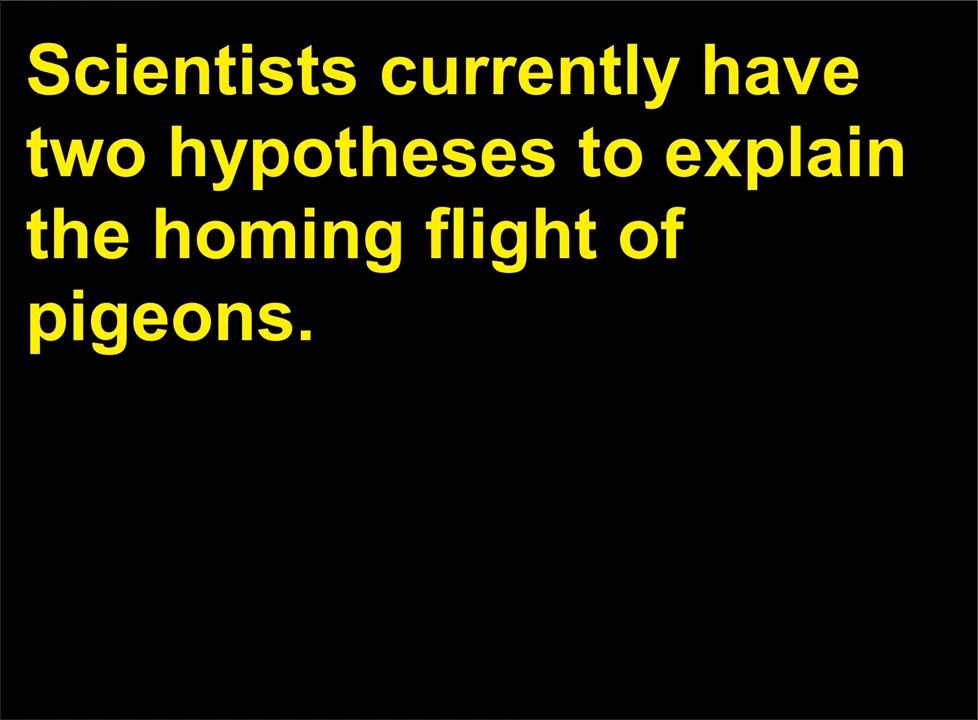 Scientists currently have
two hypotheses to explain
the homing flight of
pigeons.